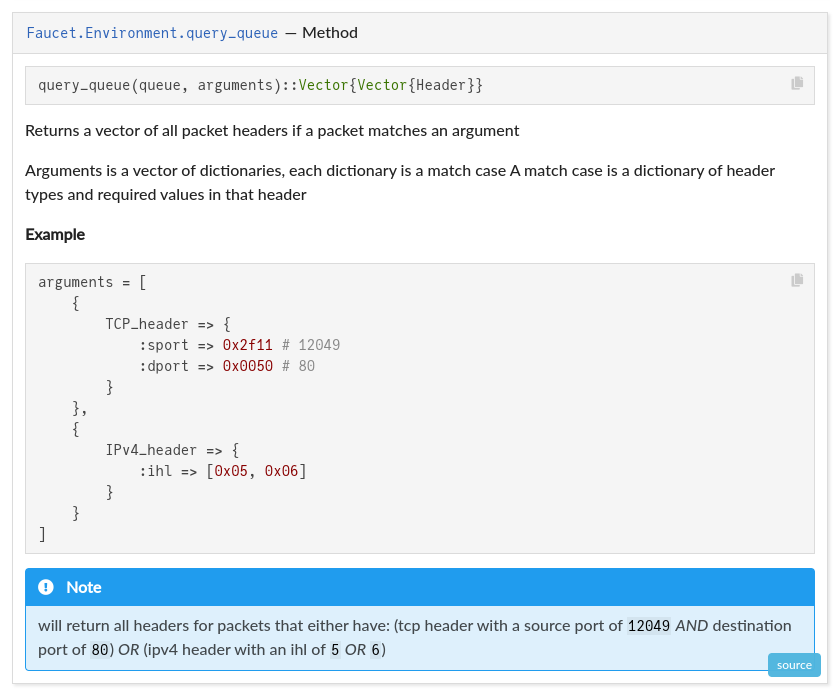 Faucet.Environment.query_queue — Method
query_queue(queue, arguments)::Vector{Vector{Header}}
Returns a vector of all packet headers if a packet matches an argument
Arguments is a vector of dictionaries, each dictionary is a match case A match case is a dictionary of header
types and required values in that header
Example
arguments = [
    {
        TCP_header => {
            :sport => 0x2f11 # 12049
            :dport => 0x0050 # 80
        }
    },
    {
        IPv4_header => {
            :ihl => [0x05, 0x06]
        }
    }
]
Note
will return all headers for packets that either have: (tcp header with a source port of 12049 AND destination
port of 80) OR (ipv4 header with an ihl of 5 OR 6)
source